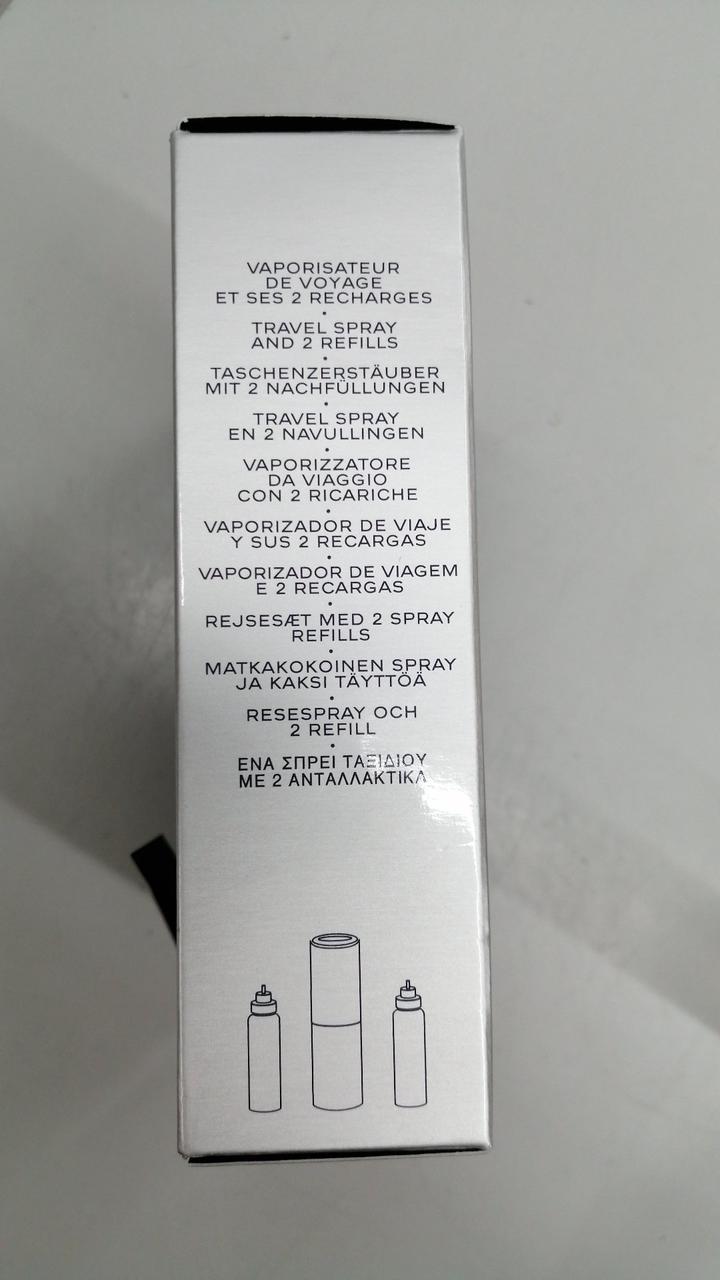 VAPORISATEUR
DE VOYAGE
ET SES 2 RECHARGES
•
TRAVEL SPRAY
AND 2 REFILLS
•
TASCHENZERSTÄUBER
MIT 2 NACHFÜLLUNGEN
•
TRAVEL SPRAY
EN 2 NAVULLINGEN
•
VAPORIZZATORE
DA VIAGGIO
CON 2 RICARICHE
•
VAPORIZADOR DE VIAJE
Y SUS 2 RECARGAS
•
VAPORIZADOR DE VIAGEM
E 2 RECARGAS
•
REJSESÆT MED 2 SPRAY
REFILLS
•
MATKAKOKOINEN SPRAY
JA KAKSI TÄYTTÖÄ
•
RESESPRAY OCH
2 REFILL
•
ΕΝΑ ΣΠΡΕΙ ΤΑΞΙΔΙΟΥ
ΜΕ 2 ΑΝΤΑΛΛΑΚΤΙΚΑ